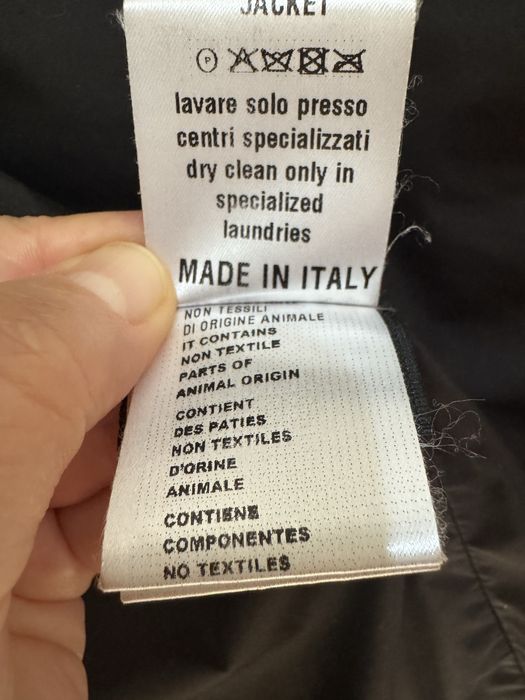 JACKET
P
lavare solo presso
centri specializzati
dry clean only in
specialized
laundries
MADE IN ITALY
NON TESSILI
DI ORIGINE ANIMALE
IT CONTAINS
NON TEXTILE
PARTS OF
ANIMAL ORIGIN
CONTIENT
DES PATIES
NON TEXTILES
D'ORINE
ANIMALE
CONTIENE
COMPONENTES
NO TEXTILES